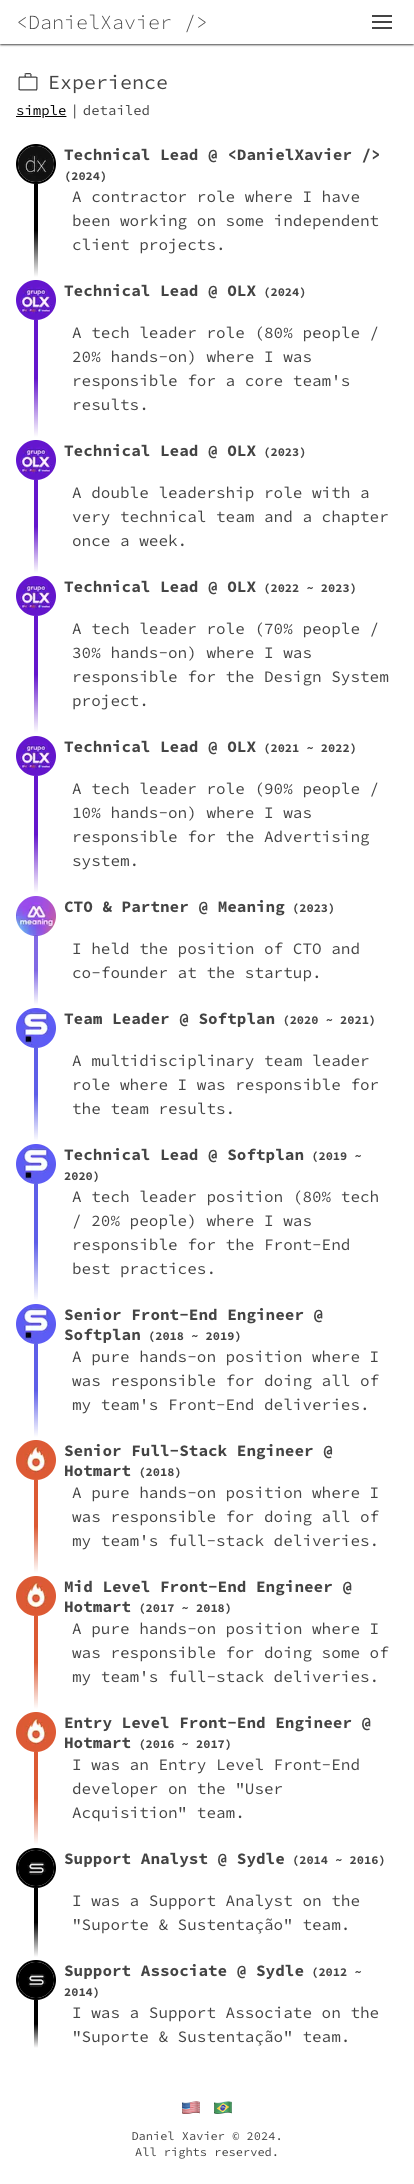 <DanielXavier />
Experience
simple | detailed
dx
Technical Lead @ <DanielXavier />
(2024)
A contractor role where I have
been working on some independent
client projects.
grupo
OLX
Technical Lead @ OLX (2024)
A tech leader role (80% people /
20% hands-on) where I was
responsible for a core team's
results.
grupo
OLX
Technical Lead @ OLX (2023)
A double leadership role with a
very technical team and a chapter
once a week.
grupo
OLX
Technical Lead @ OLX (2022 ~ 2023)
A tech leader role (70% people /
30% hands-on) where I was
responsible for the Design System
project.
grupo
OLX
Technical Lead @ OLX (2021 ~ 2022)
A tech leader role (90% people /
10% hands-on) where I was
responsible for the Advertising
system.
meaning
CTO & Partner @ Meaning (2023)
I held the position of CTO and
co-founder at the startup.
Team Leader @ Softplan (2020 ~ 2021)
A multidisciplinary team leader
role where I was responsible for
the team results.
Technical Lead @ Softplan (2019 ~
2020)
A tech leader position (80% tech
/ 20% people) where I was
responsible for the Front-End
best practices.
Senior Front-End Engineer @
Softplan (2018 ~ 2019)
A pure hands-on position where I
was responsible for doing all of
my team's Front-End deliveries.
Senior Full-Stack Engineer @
Hotmart (2018)
A pure hands-on position where I
was responsible for doing all of
my team's full-stack deliveries.
Mid Level Front-End Engineer @
Hotmart (2017 ~ 2018)
A pure hands-on position where I
was responsible for doing some of
my team's full-stack deliveries.
Entry Level Front-End Engineer @
Hotmart (2016 ~ 2017)
I was an Entry Level Front-End
developer on the "User
Acquisition" team.
Support Analyst @ Sydle (2014 ~ 2016)
I was a Support Analyst on the
"Suporte & Sustentação" team.
Support Associate @ Sydle (2012 ~
2014)
I was a Support Associate on the
"Suporte & Sustentação" team.
Daniel Xavier © 2024.
All rights reserved.